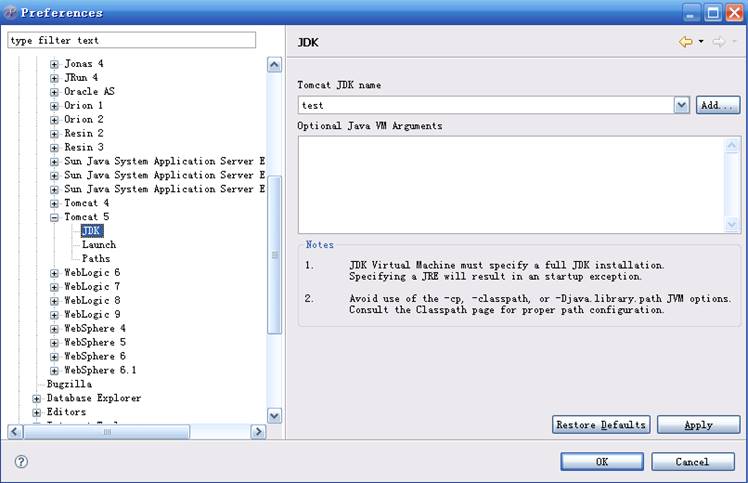 Preferences
type filter text
Jonas 4
JRun 4
Oracle AS
Orion 1
Orion 2
Resin 2
Resin 3
Sun Java System Application Server E
Sun Java System Application Server E
Sun Java System Application Server E
Tomcat 4
Tomcat 5
JDK
Launch
Paths
WebLogic 6
WebLogic 7
WebLogic 8
WebLogic 9
WebSphere 4
WebSphere 5
WebSphere 6
WebSphere 6.1
Bugzilla
Database Explorer
Editors
JDK
Tomcat JDK name
test
Add...
Optional Java VM Arguments
Notes
1. JDK Virtual Machine must specify a full JDK installation.
Specifying a JRE will result in an startup exception.
2. Avoid use of the -cp, -classpath, or -Djava.library.path JVM options.
Consult the Classpath page for proper path configuration.
Restore Defaults
Apply
?
OK
Cancel